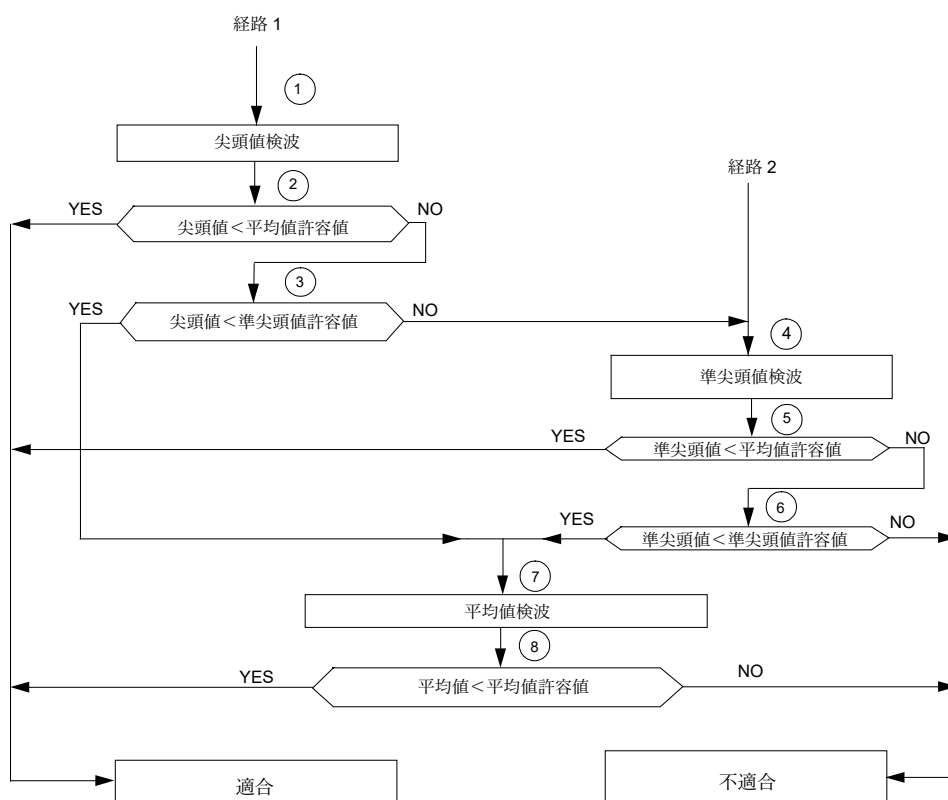 経路 1
1
尖頭値検波
経路 2
2
YES
尖頭値＜平均値許容値
NO
3
YES
尖頭値＜準尖頭値許容値
NO
4
準尖頭値検波
5
YES
準尖頭値＜平均値許容値
NO
6
YES
準尖頭値＜準尖頭値許容値
NO
7
平均値検波
8
YES
平均値＜平均値許容値
NO
適合
不適合